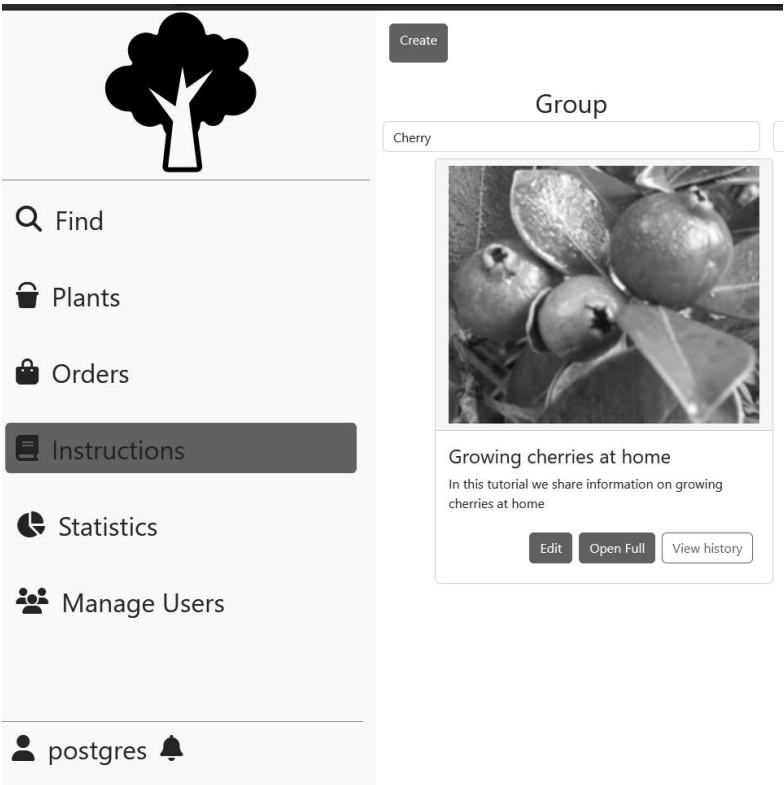 Create
Group
Cherry
Find
Plants
Orders
Instructions
Statistics
Manage Users
postgres
Growing cherries at home
In this tutorial we share information on growing
cherries at home
Edit
Open Full
View history